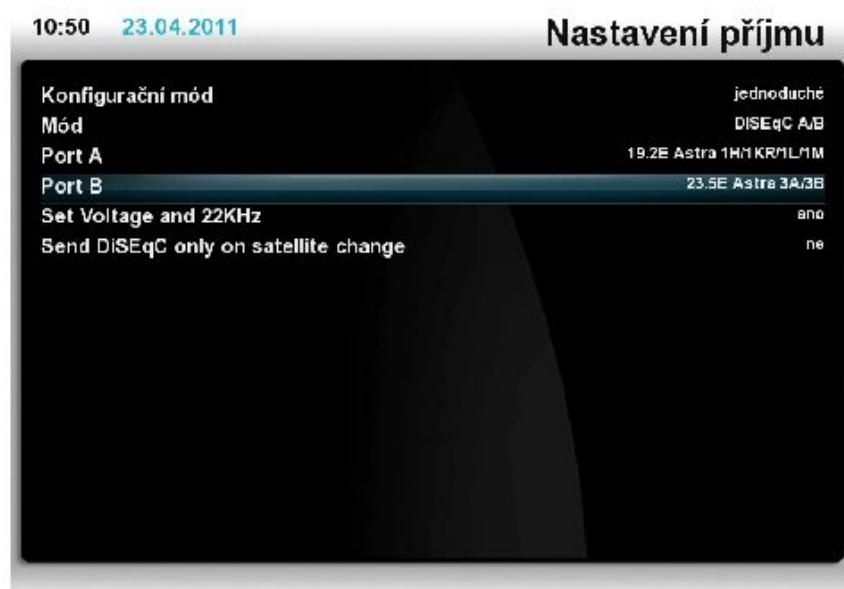 10:50 23.04.2011 Nastavení příjmu
Konfigurační mód jednoduché
Mód DiSEqC A/B
Port A 19.2E Astra 1H/1KR/1L/1M
Port B 23.5E Astra 3A/3B
Set Voltage and 22KHz ano
Send DiSEqC only on satellite change ne